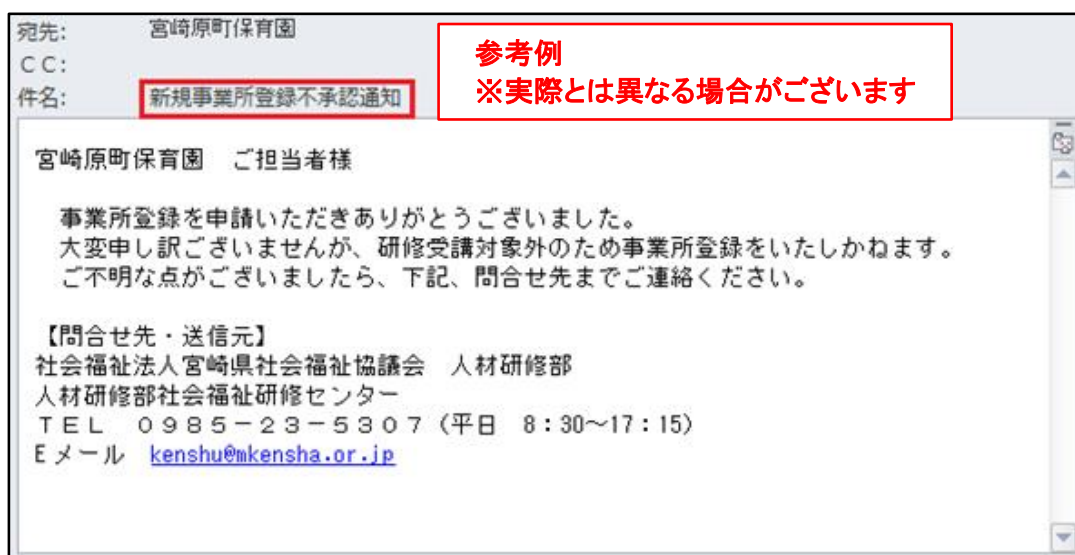 宛先: 宮崎原町保育園
CC:
件名: 新規事業所登録不承認通知
参考例
※実際とは異なる場合がございます
宮崎原町保育園　ご担当者様
事業所登録を申請いただきありがとうございました。
大変申し訳ございませんが、研修受講対象外のため事業所登録をいたしかねます。
ご不明な点がございましたら、下記、問合せ先までご連絡ください。
【問合せ先・送信元】
社会福祉法人宮崎県社会福祉協議会　人材研修部
人材研修部社会福祉研修センター
ＴＥＬ　０９８５－２３－５３０７（平日　8：30～17：15）
Eメール　kenshu@mkensha.or.jp